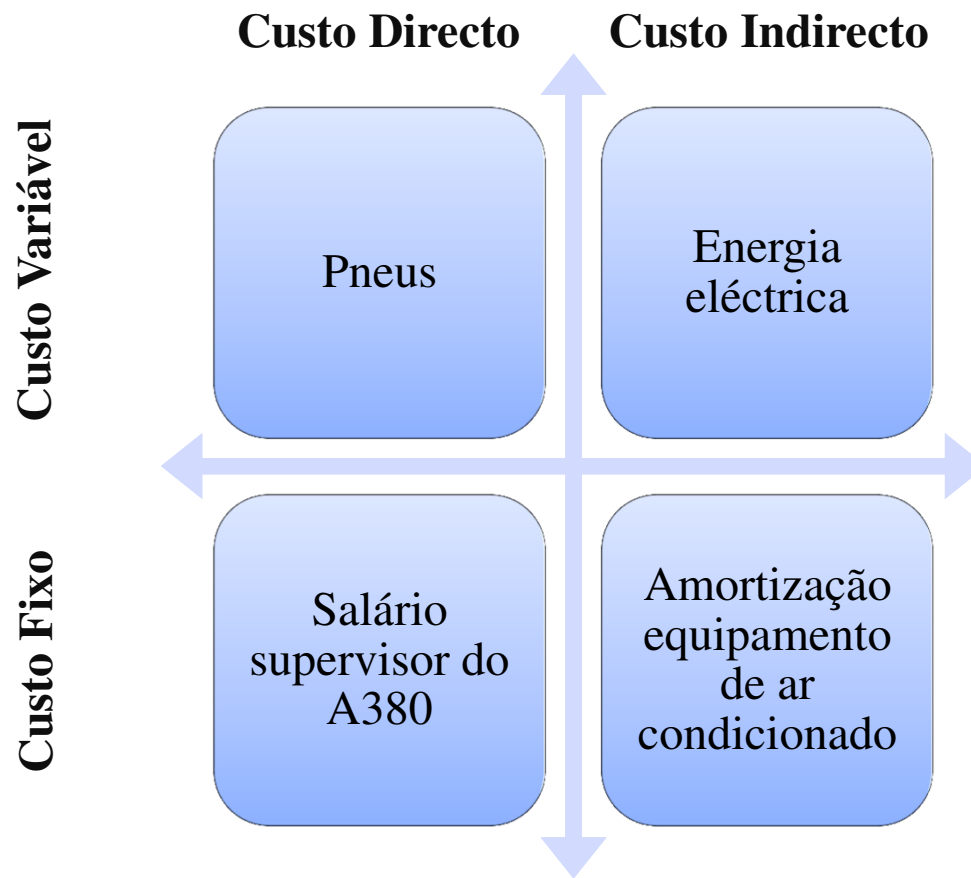 Custo Directo
Custo Indirecto
Custo Variável
Pneus
Energia
eléctrica
Custo Fixo
Salário
supervisor do
A380
Amortização
equipamento
de ar
condicionado